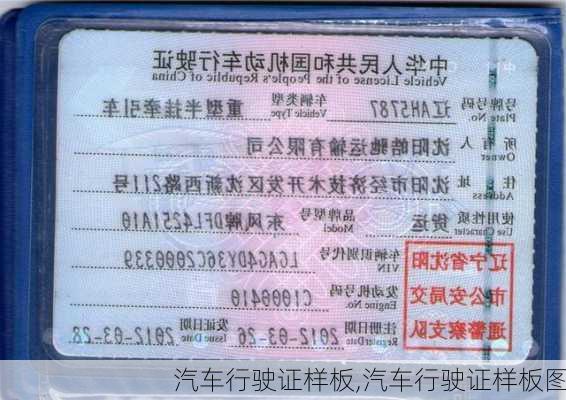 中华人民共和国机动车行驶证
Vehicle License of the People's Republic of China
号牌号码 辽AH5787 车辆类型 重型半挂牵引车
Plate No. Vehicle Type
所有人 沈阳皓驰运输有限公司
Owner
住址 沈阳市经济技术开发区沈新西路211号
Address
使用性质 货运 品牌型号 东风牌DFL4251A10
Use Character Model
辽宁省沈阳 车辆识别代号 LGAG4DY36C2000339
VIN
市公安局交 发动机号码 C1000410
Engine No.
通警察支队 注册日期 2012-03-26 发证日期 2012-03-28
Register Date Issue Date
汽车行驶证样板,汽车行驶证样板图